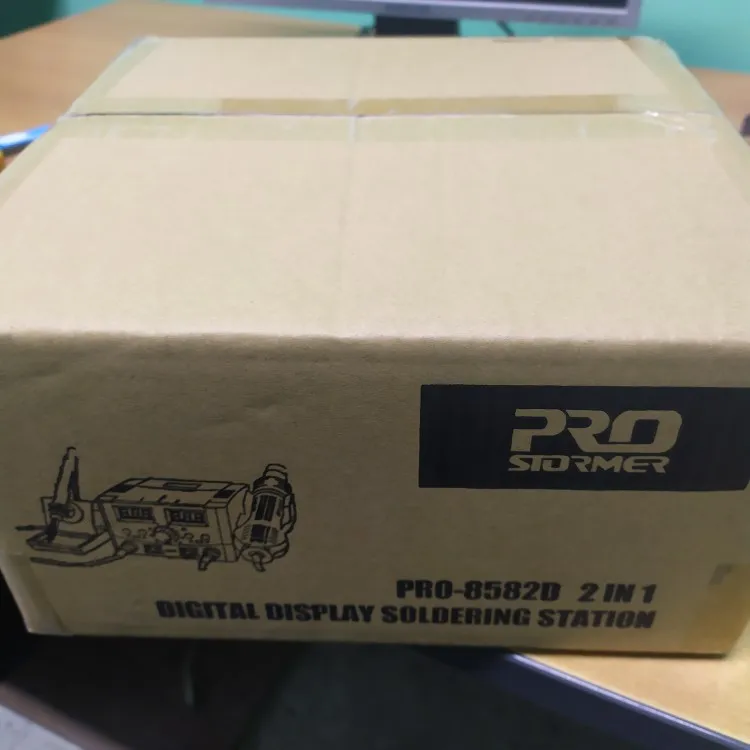 PRO
STORMER
PRO-8582D 2 IN 1
DIGITAL DISPLAY SOLDERING STATION